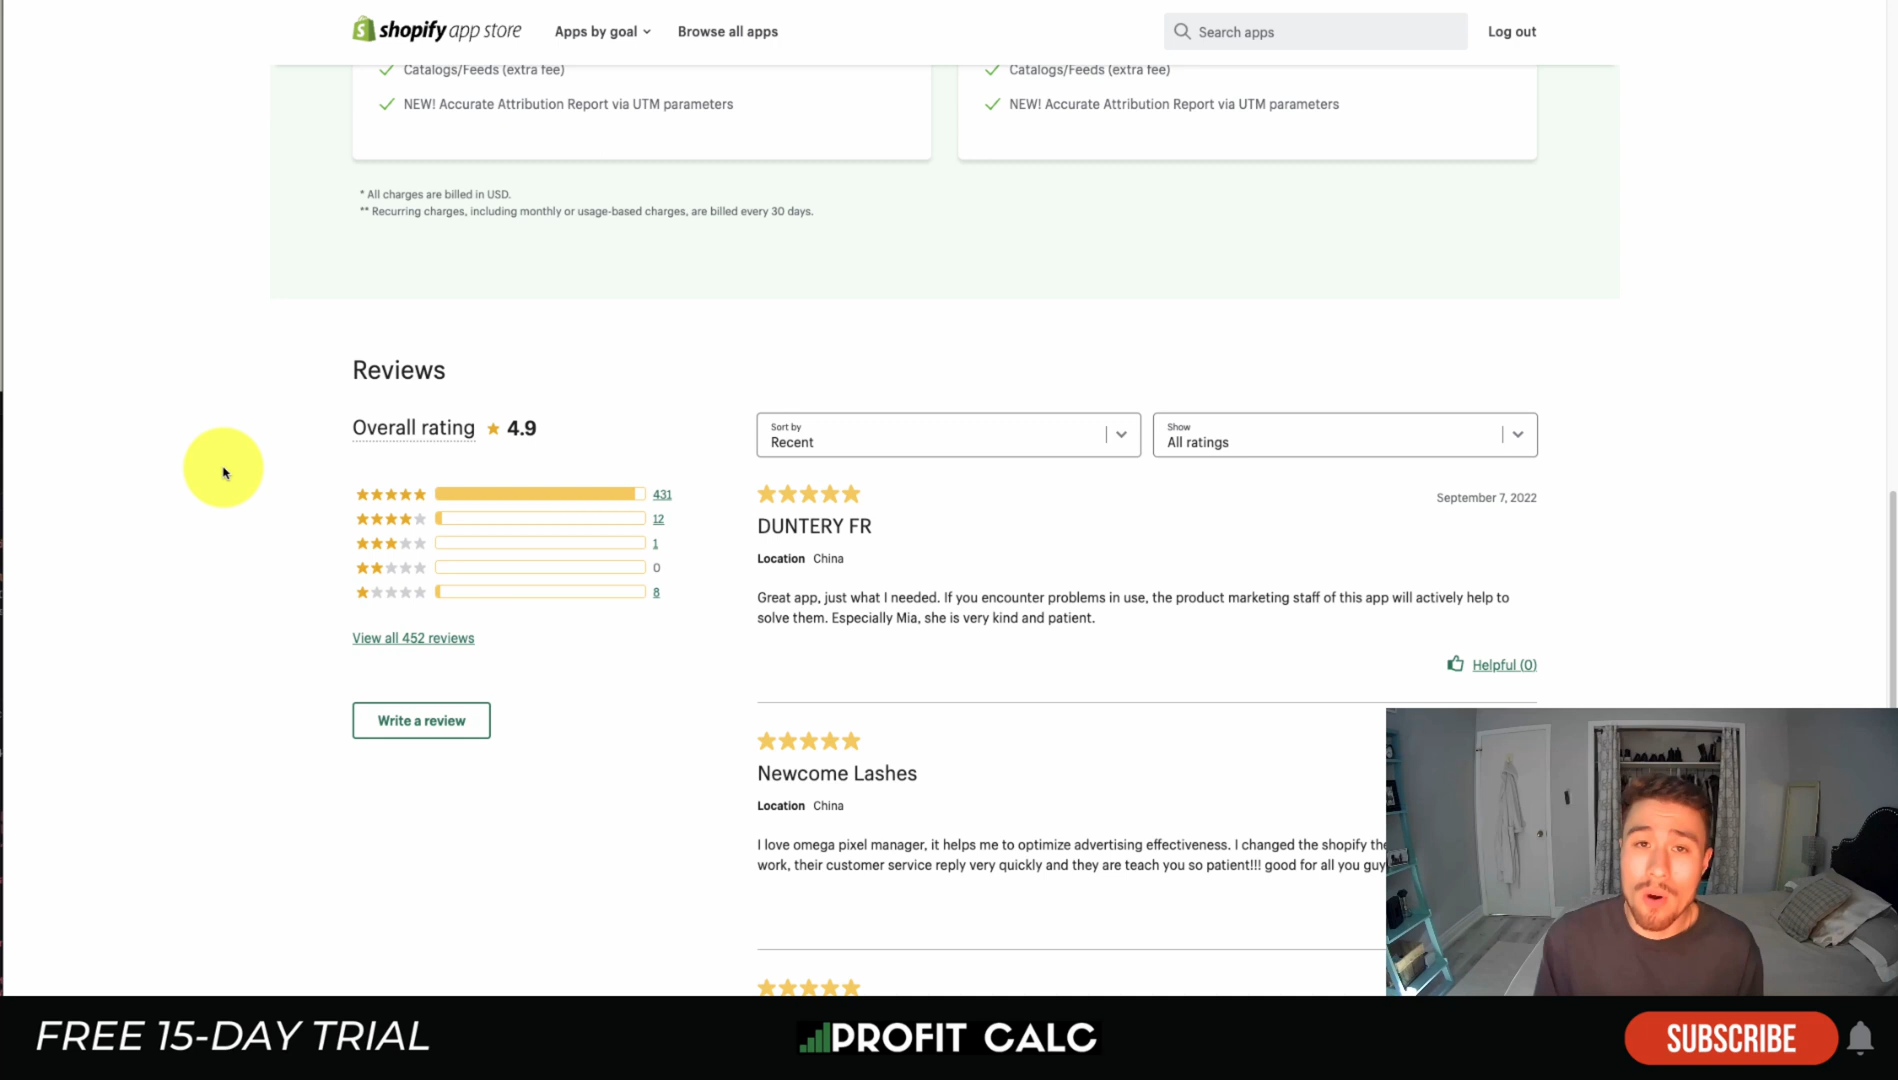 shopify app store
Apps by goal
Browse all apps
Search apps
Log out
Catalogs/Feeds (extra fee)
NEW! Accurate Attribution Report via UTM parameters
Catalogs/Feeds (extra fee)
NEW! Accurate Attribution Report via UTM parameters
* All charges are billed in USD.
** Recurring charges, including monthly or usage-based charges, are billed every 30 days.
Reviews
Overall rating 4.9
431
12
1
0
8
View all 452 reviews
Write a review
Sort by
Recent
Show
All ratings
September 7, 2022
DUNTERY FR
Location China
Great app, just what I needed. If you encounter problems in use, the product marketing staff of this app will actively help to
solve them. Especially Mia, she is very kind and patient.
Helpful (0)
Newcome Lashes
Location China
I love omega pixel manager, it helps me to optimize advertising effectiveness. I changed the shopify the
work, their customer service reply very quickly and they are teach you so patient!!! good for all you guy
FREE 15-DAY TRIAL
PROFIT CALC
SUBSCRIBE